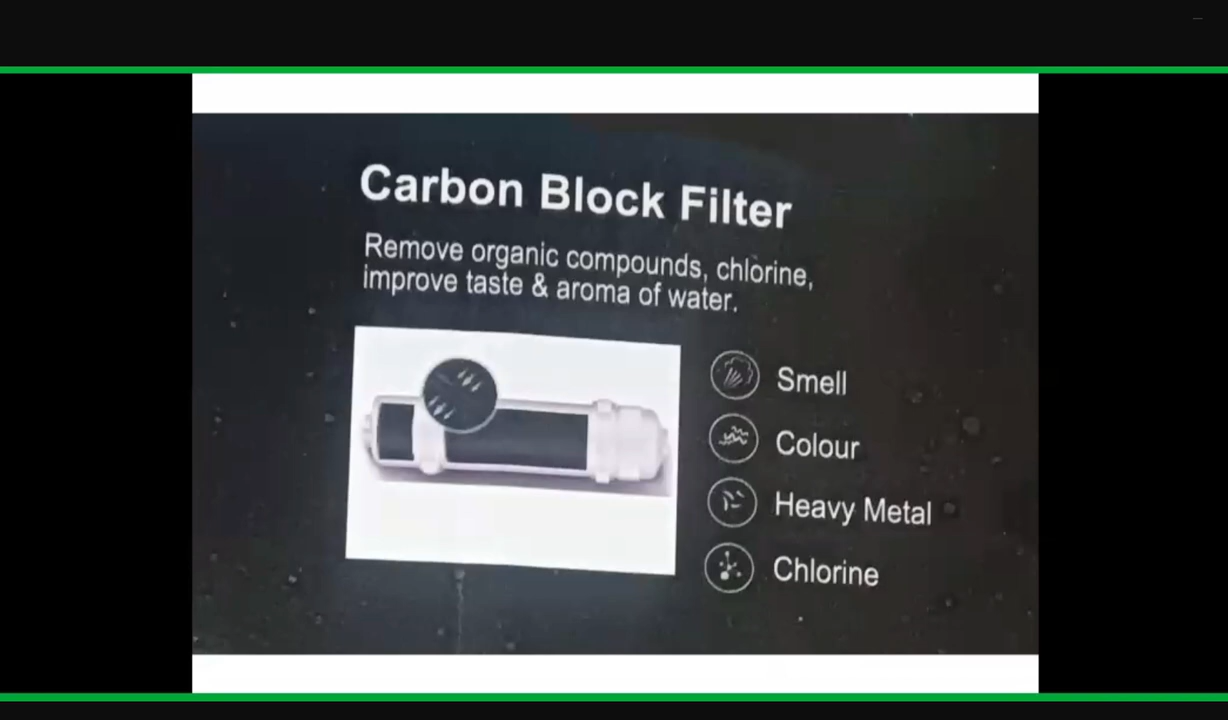 Carbon Block Filter
Remove organic compounds, chlorine,
improve taste & aroma of water.
Smell
Colour
Heavy Metal
Chlorine